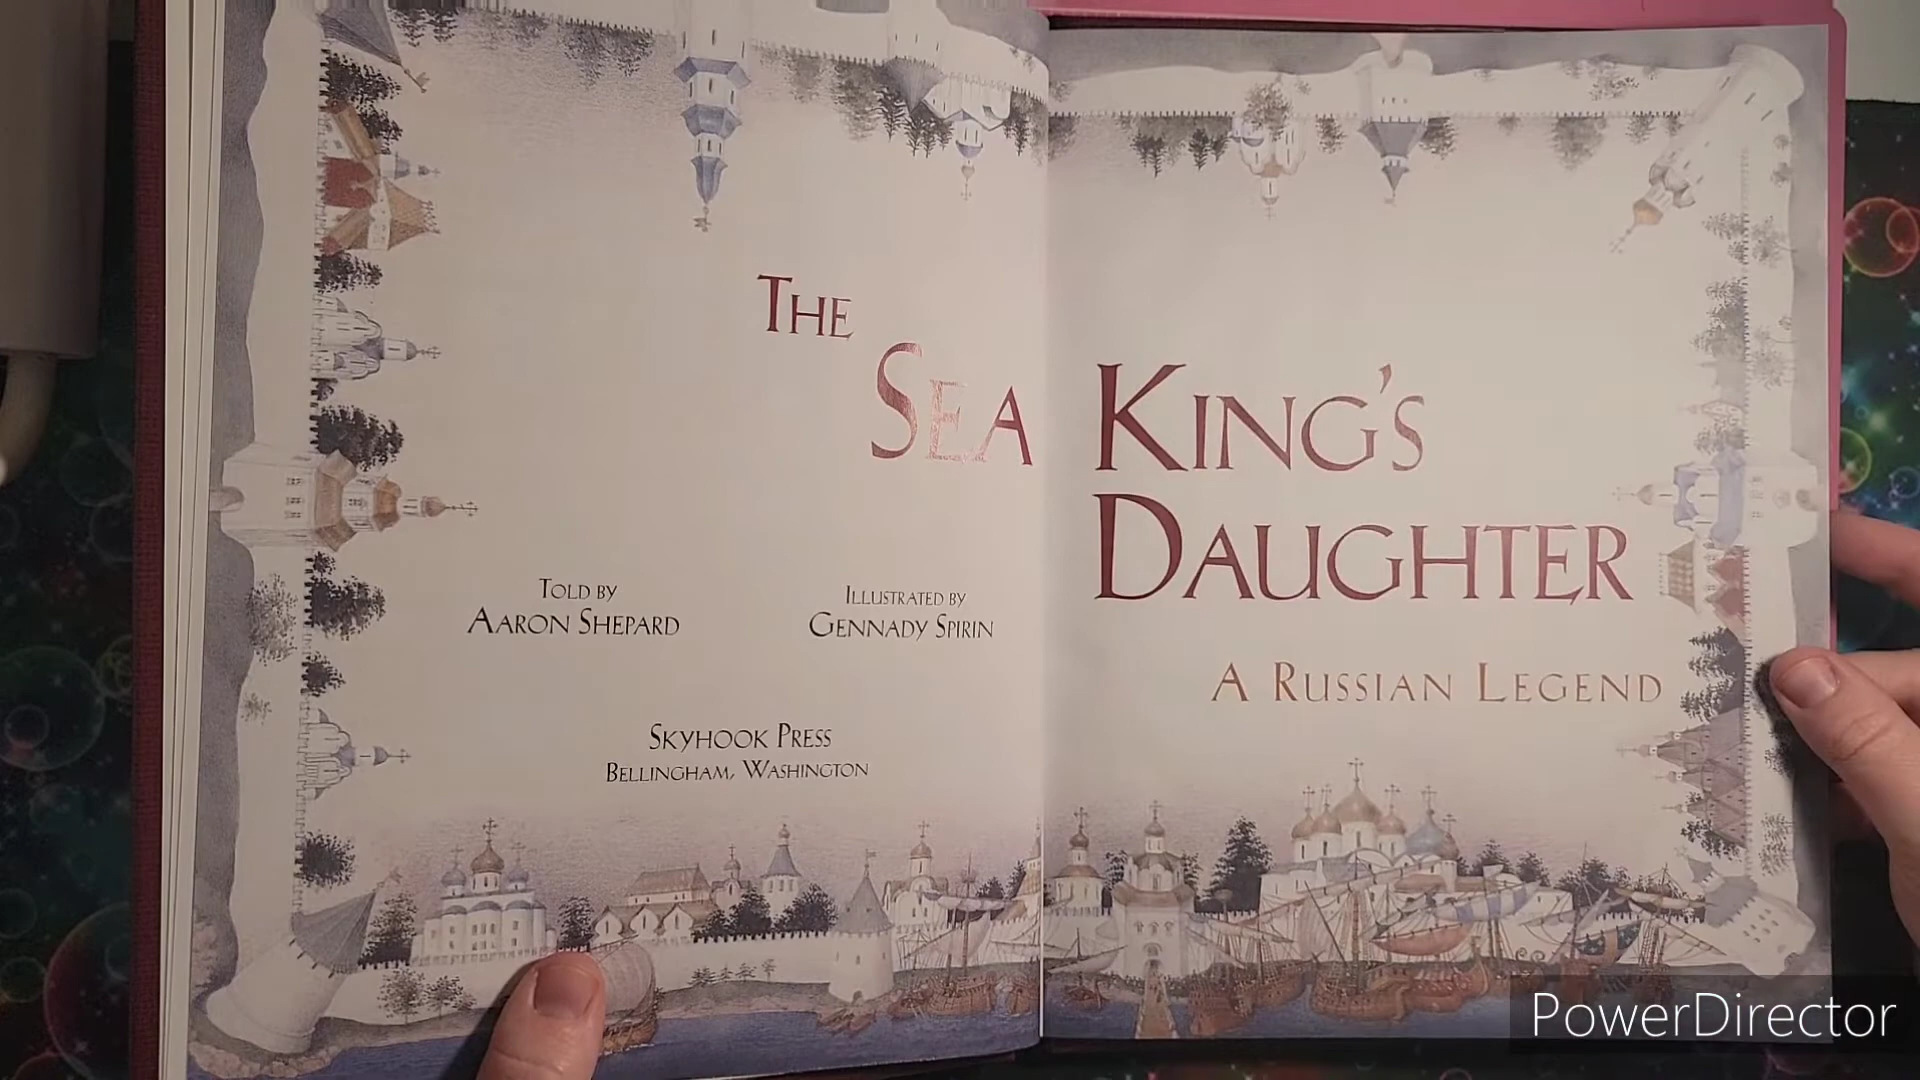 The
Sea King's
Daughter
A Russian Legend
Told by
Aaron Shepard
Illustrated by
Gennady Spirin
Skyhook Press
Bellingham, Washington
PowerDirector